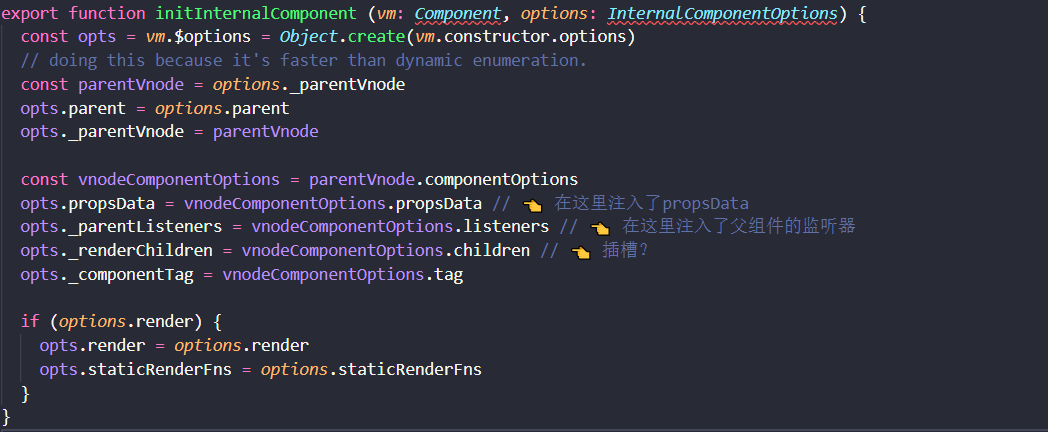 export function initInternalComponent (vm: Component, options: InternalComponentOptions) {
  const opts = vm.$options = Object.create(vm.constructor.options)
  // doing this because it's faster than dynamic enumeration.
  const parentVnode = options._parentVnode
  opts.parent = options.parent
  opts._parentVnode = parentVnode

  const vnodeComponentOptions = parentVnode.componentOptions
  opts.propsData = vnodeComponentOptions.propsData // 👈 在这里注入了propsData
  opts._parentListeners = vnodeComponentOptions.listeners // 👈 在这里注入了父组件的监听器
  opts._renderChildren = vnodeComponentOptions.children // 👈 插槽?
  opts._componentTag = vnodeComponentOptions.tag

  if (options.render) {
    opts.render = options.render
    opts.staticRenderFns = options.staticRenderFns
  }
}